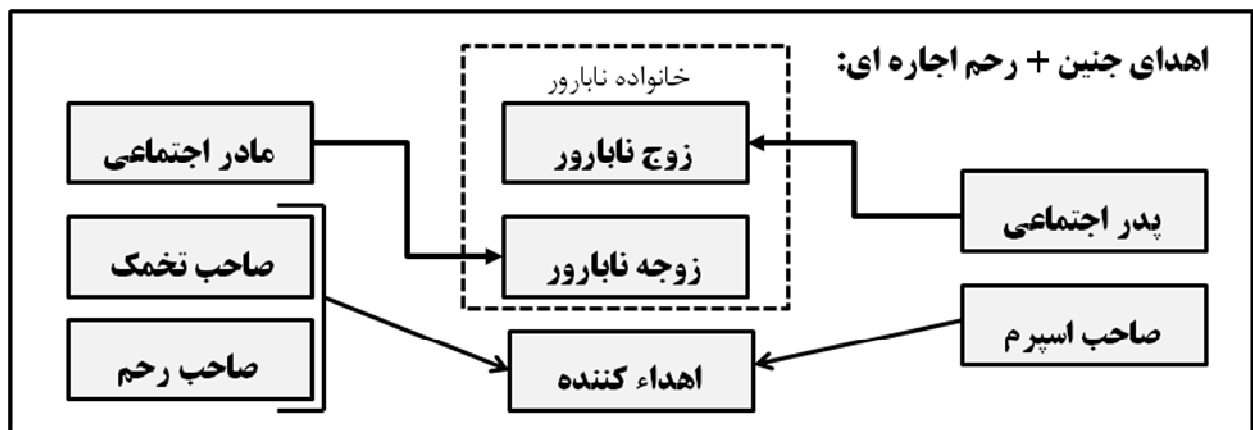 اهدای جنین + رحم اجاره ای:
خانواده نابارور
زوج نابارور
مادر اجتماعی
پدر اجتماعی
زوجه نابارور
صاحب تخمک
صاحب اسپرم
اهداء کننده
صاحب رحم